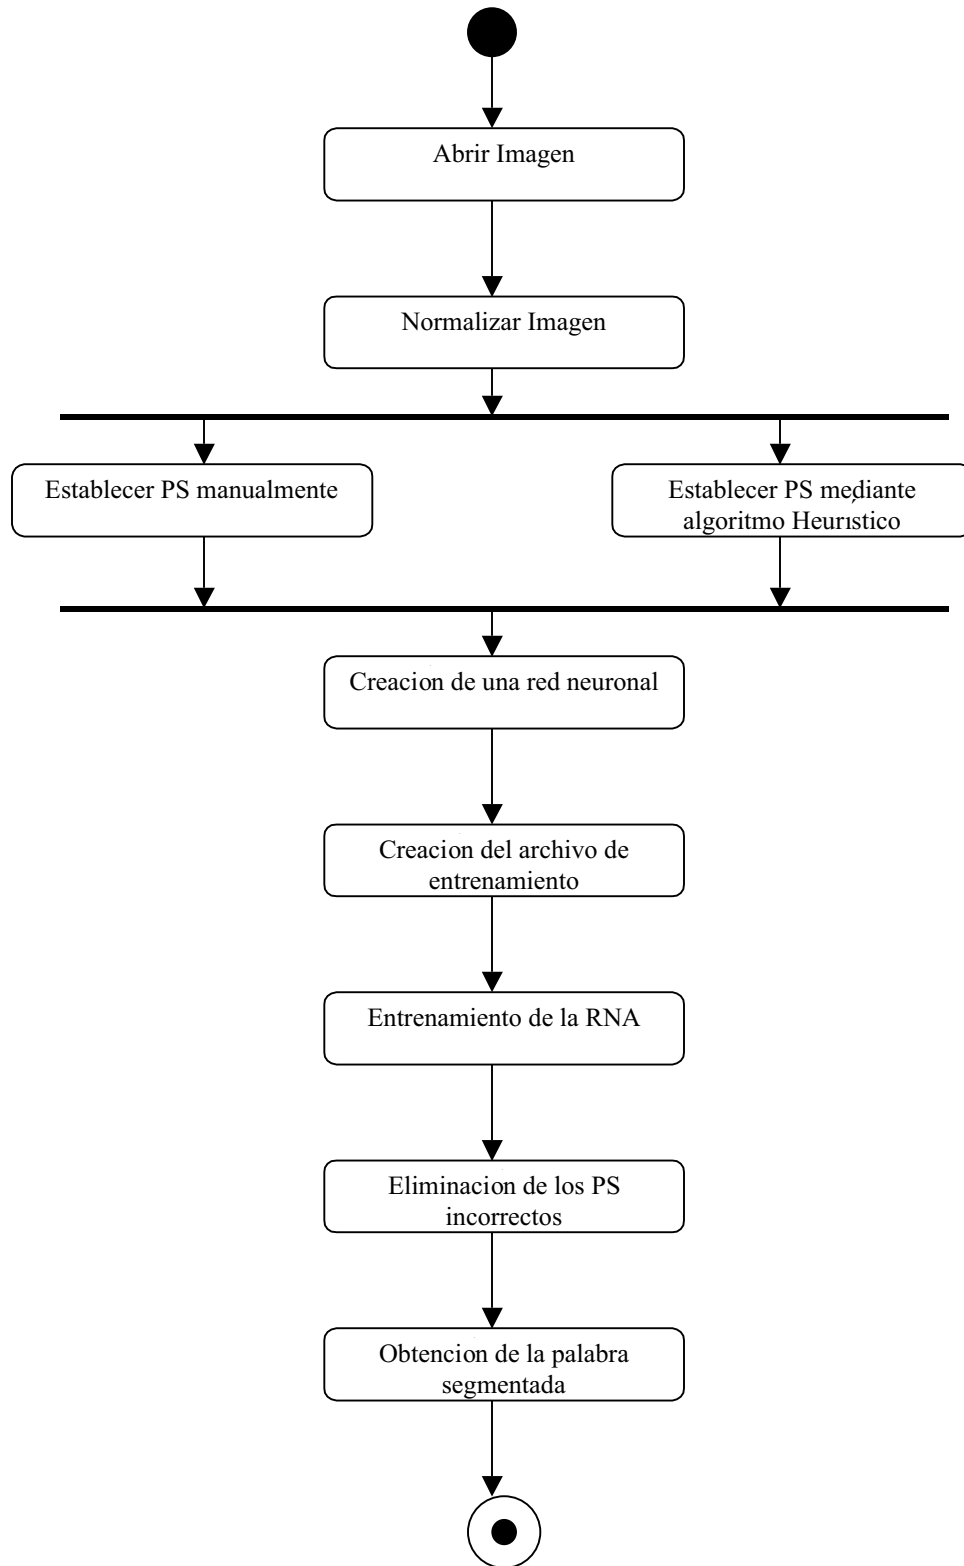 Abrir Imagen
Normalizar Imagen
Establecer PS manualmente
Establecer PS mediante
algoritmo Heurístico
Creacion de una red neuronal
Creacion del archivo de
entrenamiento
Entrenamiento de la RNA
Eliminacion de los PS
incorrectos
Obtencion de la palabra
segmentada